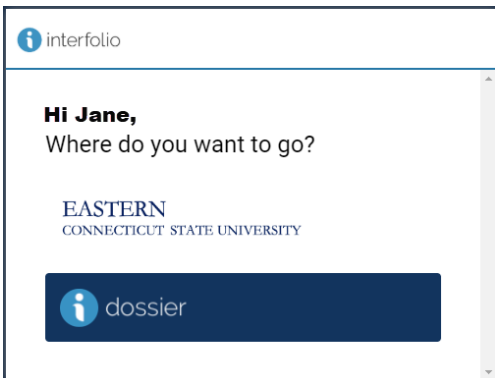 interfolio
Hi Jane,
Where do you want to go?
EASTERN
CONNECTICUT STATE UNIVERSITY
dossier